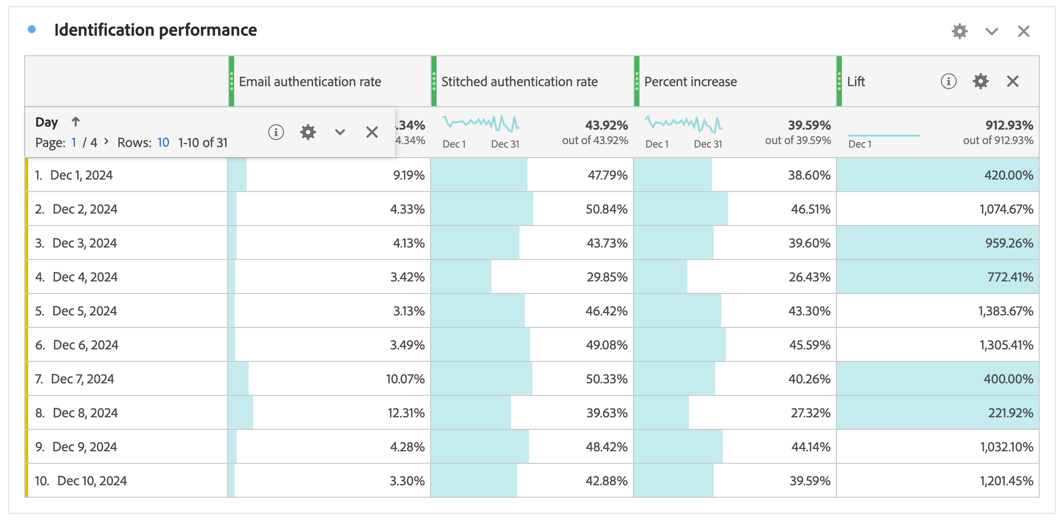 Identification performance
Email authentication rate Stitched authentication rate Percent increase Lift
Day
Page: 1 / 4 Rows: 10 1-10 of 31
.34% 43.92% 39.59% 912.93%
4.34% out of 43.92% out of 39.59% out of 912.93%
Dec 1 Dec 31 Dec 1 Dec 31 Dec 1
1. Dec 1, 2024 9.19% 47.79% 38.60% 420.00%
2. Dec 2, 2024 4.33% 50.84% 46.51% 1,074.67%
3. Dec 3, 2024 4.13% 43.73% 39.60% 959.26%
4. Dec 4, 2024 3.42% 29.85% 26.43% 772.41%
5. Dec 5, 2024 3.13% 46.42% 43.30% 1,383.67%
6. Dec 6, 2024 3.49% 49.08% 45.59% 1,305.41%
7. Dec 7, 2024 10.07% 50.33% 40.26% 400.00%
8. Dec 8, 2024 12.31% 39.63% 27.32% 221.92%
9. Dec 9, 2024 4.28% 48.42% 44.14% 1,032.10%
10. Dec 10, 2024 3.30% 42.88% 39.59% 1,201.45%